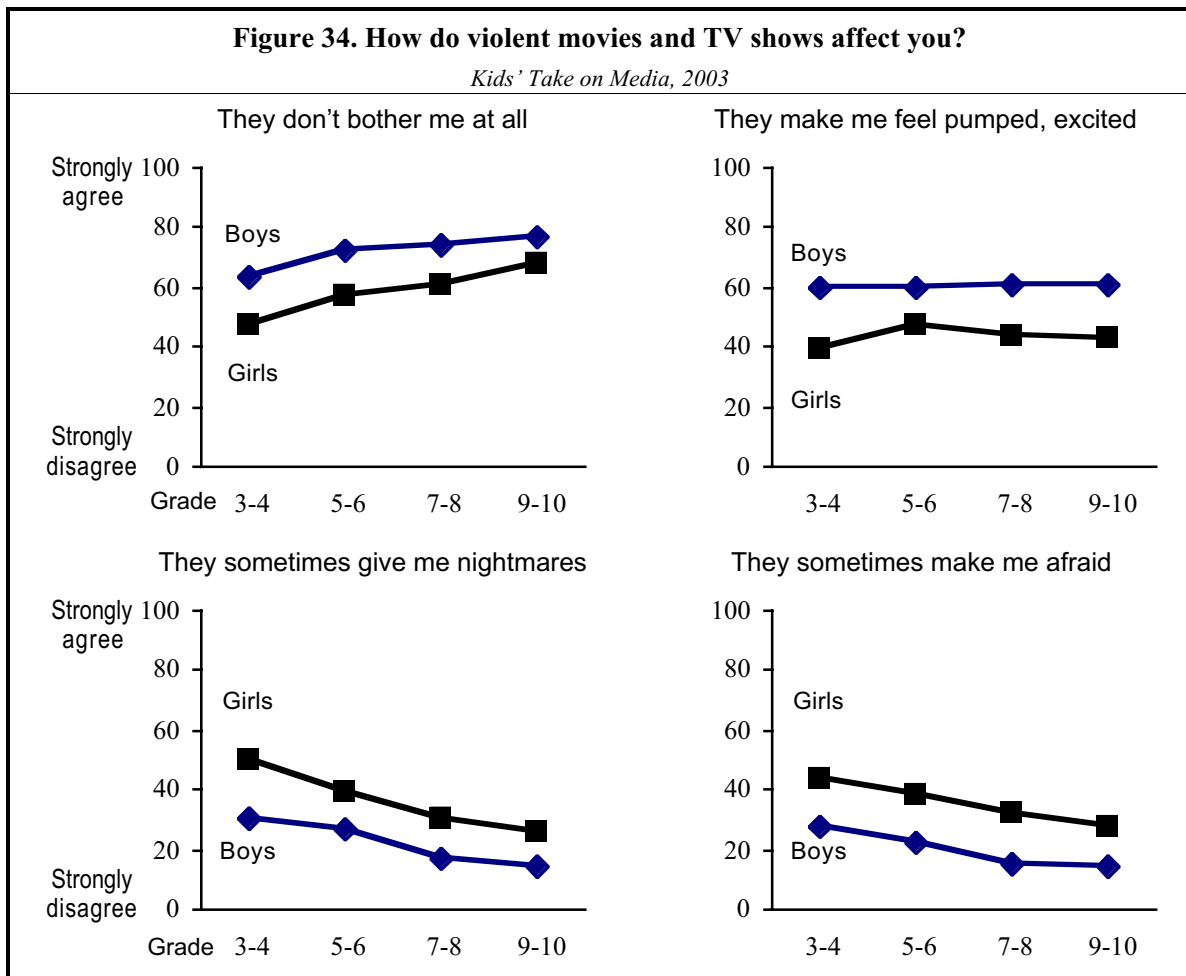 Figure 34. How do violent movies and TV shows affect you?
Kids' Take on Media, 2003
They don't bother me at all
Strongly agree
100
80
60
40
20
0
Strongly disagree
Boys
Girls
Grade 3-4 5-6 7-8 9-10
They make me feel pumped, excited
100
80
60
40
20
0
Boys
Girls
3-4 5-6 7-8 9-10
They sometimes give me nightmares
Strongly agree
100
80
60
40
20
0
Strongly disagree
Girls
Boys
Grade 3-4 5-6 7-8 9-10
They sometimes make me afraid
100
80
60
40
20
0
Girls
Boys
3-4 5-6 7-8 9-10